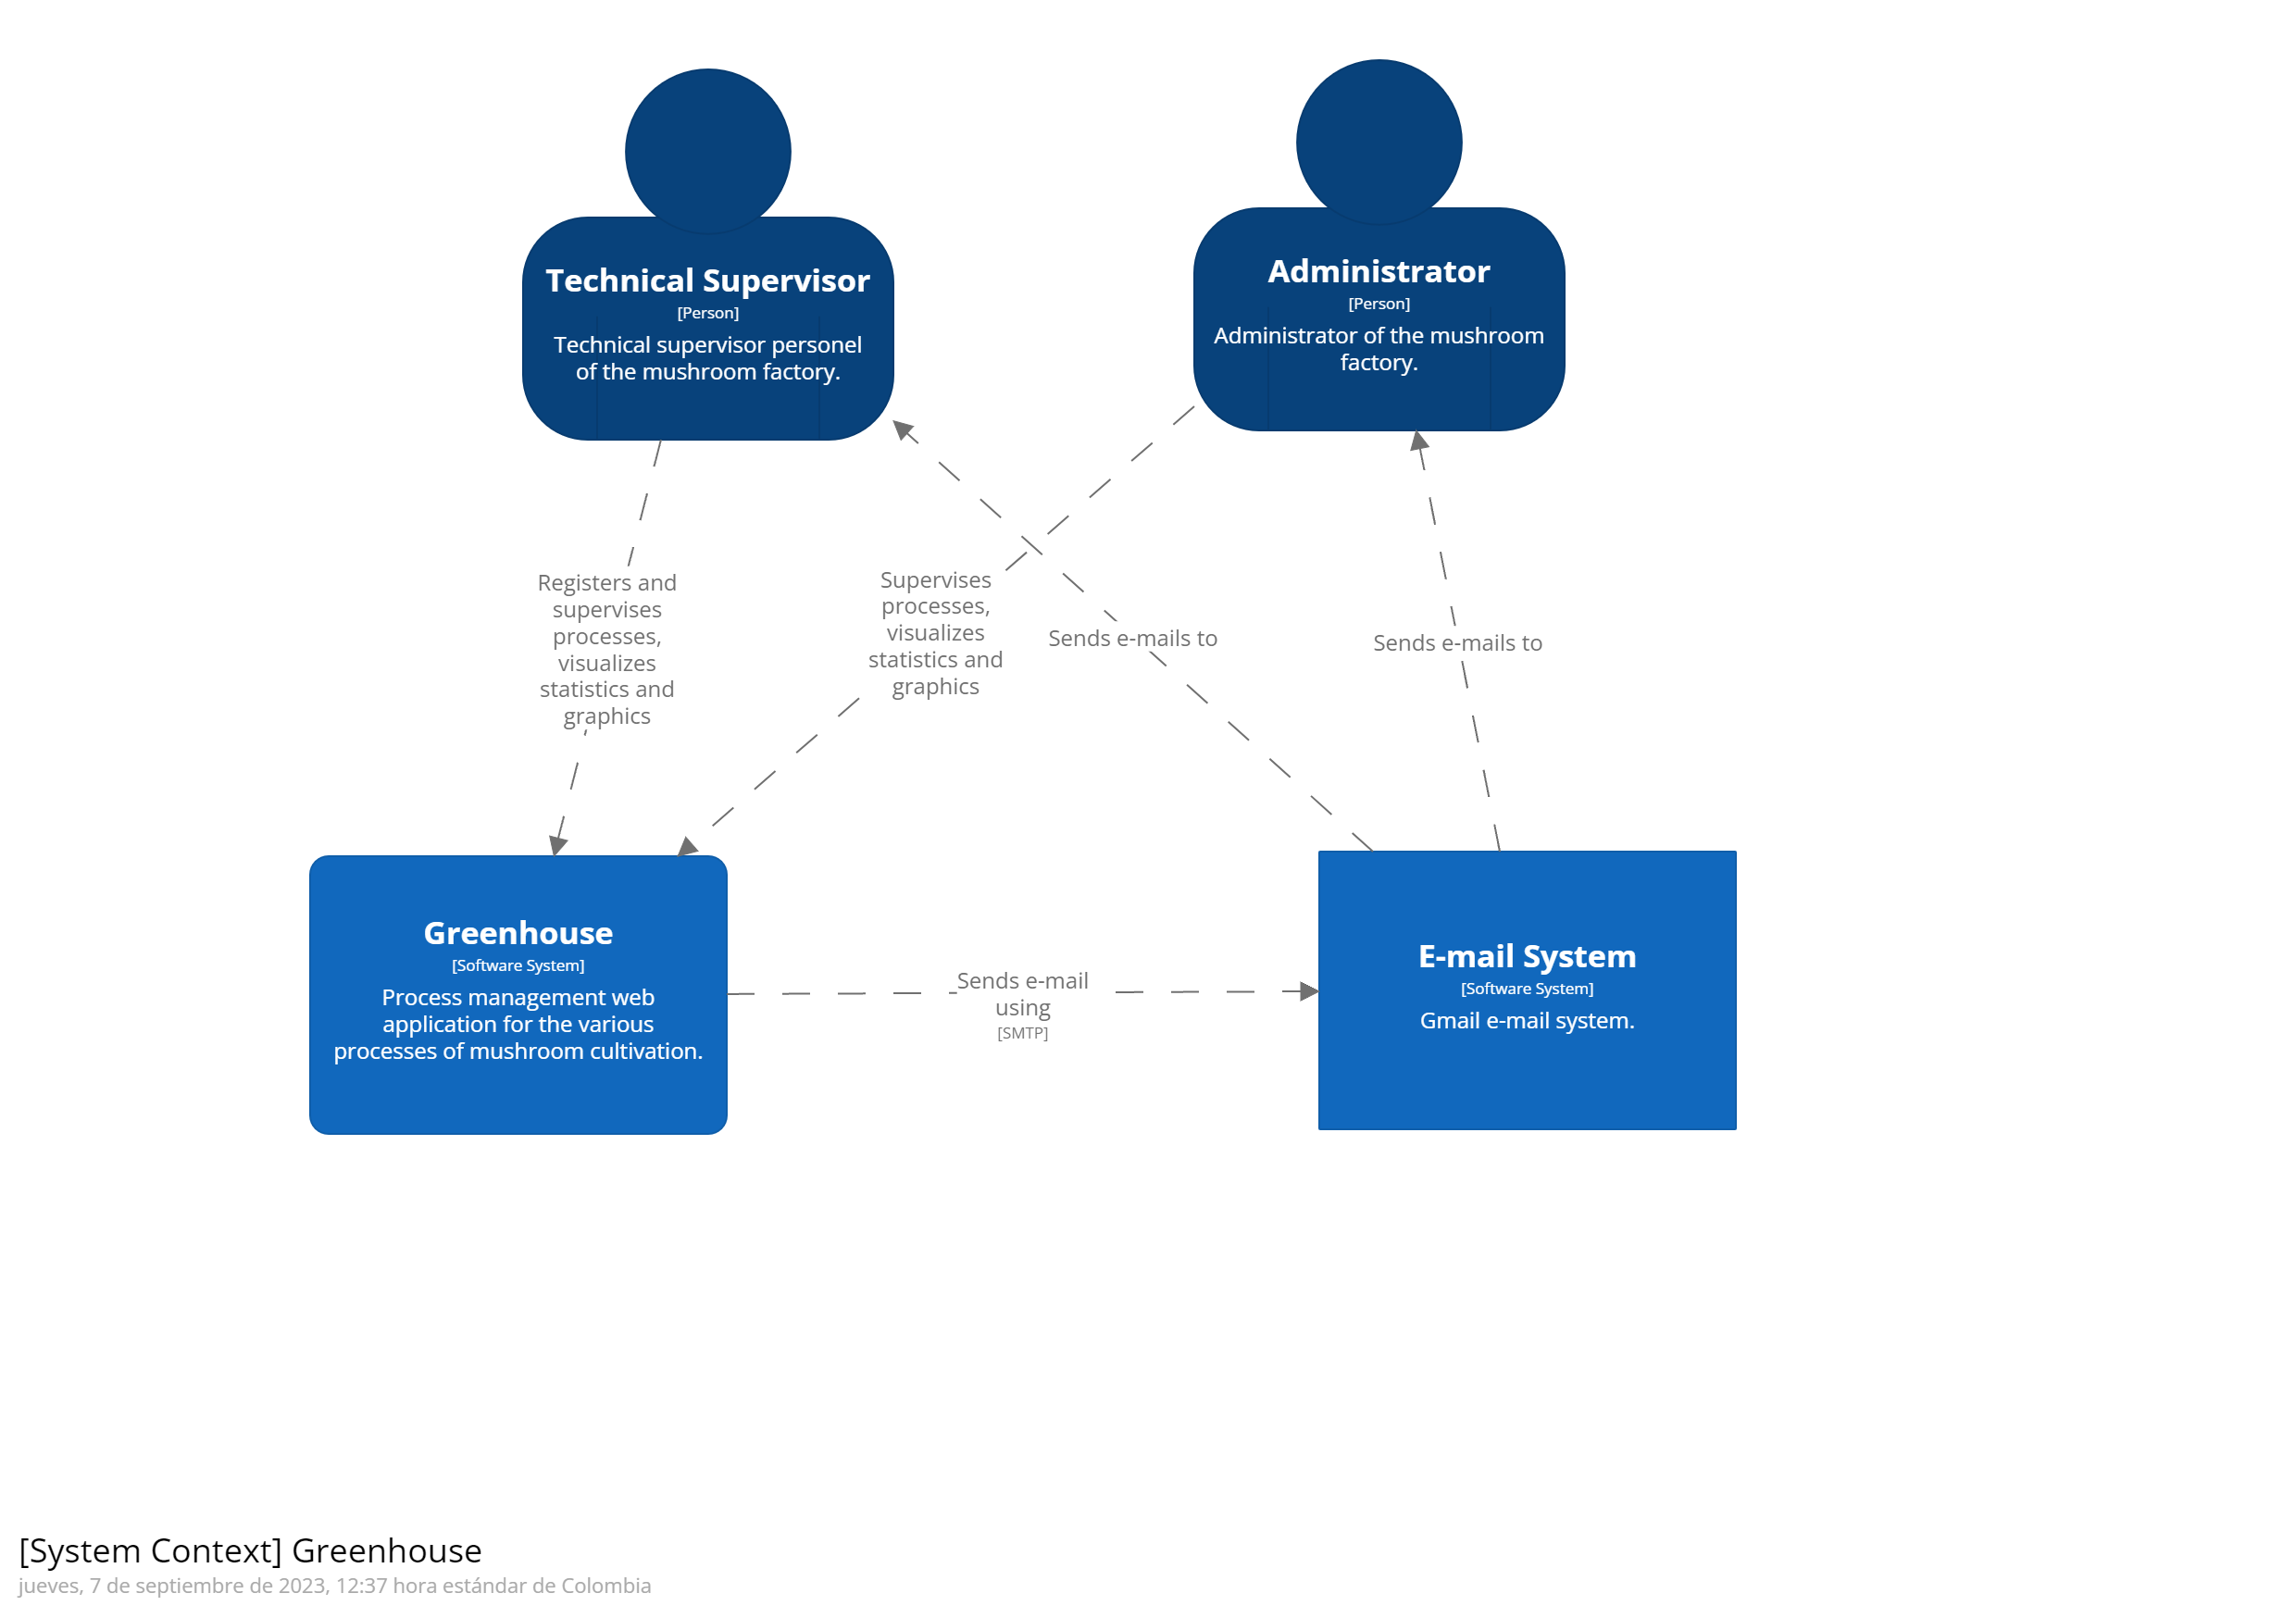 Technical Supervisor
[Person]
Technical supervisor personel
of the mushroom factory.
Administrator
[Person]
Administrator of the mushroom
factory.
Registers and
supervises
processes,
visualizes
statistics and
graphics
Supervises
processes,
visualizes
statistics and
graphics
Sends e-mails to
Sends e-mails to
Greenhouse
[Software System]
Process management web
application for the various
processes of mushroom cultivation.
Sends e-mail
using
[SMTP]
E-mail System
[Software System]
Gmail e-mail system.
[System Context] Greenhouse
jueves, 7 de septiembre de 2023, 12:37 hora estándar de Colombia